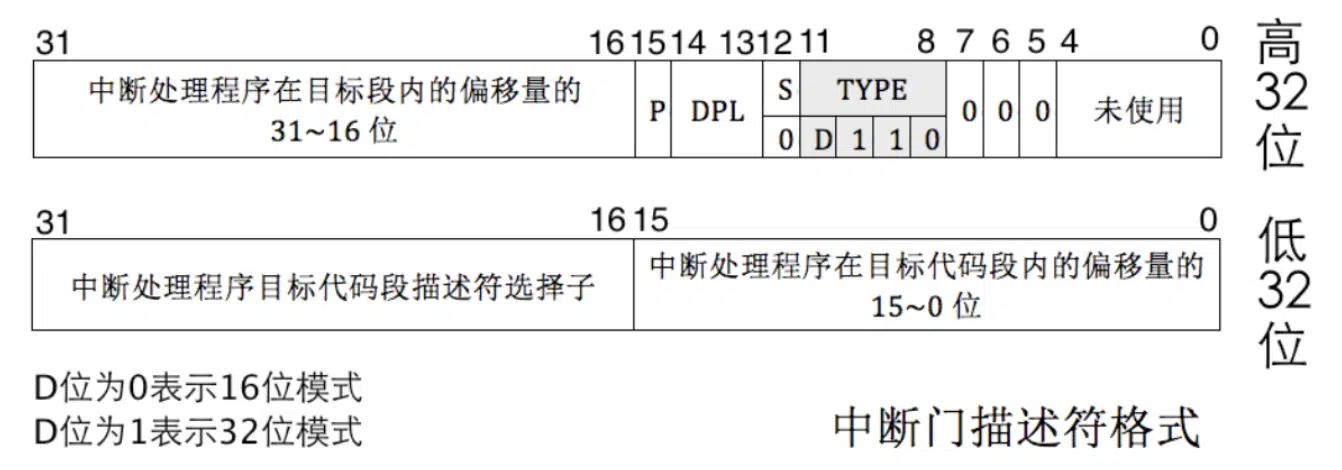 31 16 15 14 13 12 11 8 7 6 5 4 0
中断处理程序在目标段内的偏移量的
31~16 位
P
DPL
S
0
TYPE
D 1 1 0
0 0 0
未使用
高32位
31 16 15 0
中断处理程序目标代码段描述符选择子
中断处理程序在目标代码段内的偏移量的
15~0 位
低32位
D位为0表示16位模式
D位为1表示32位模式
中断门描述符格式